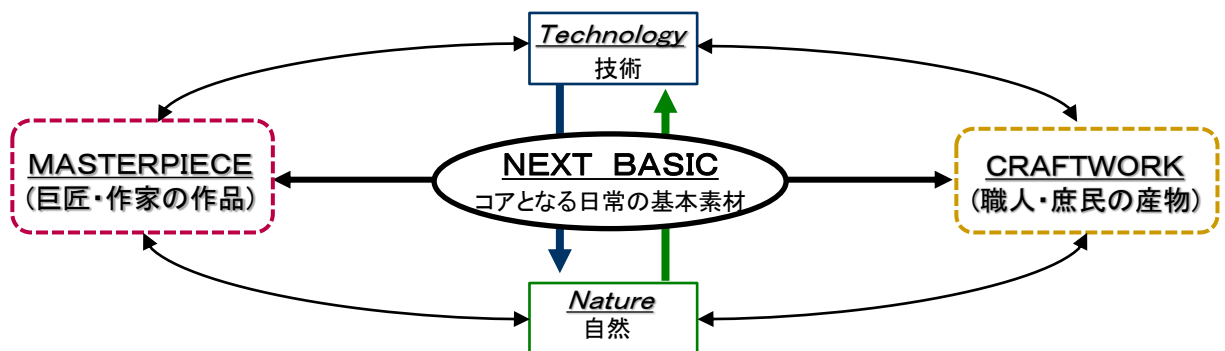 Technology
技術
MASTERPIECE
(巨匠・作家の作品)
NEXT BASIC
コアとなる日常の基本素材
CRAFTWORK
(職人・庶民の産物)
Nature
自然